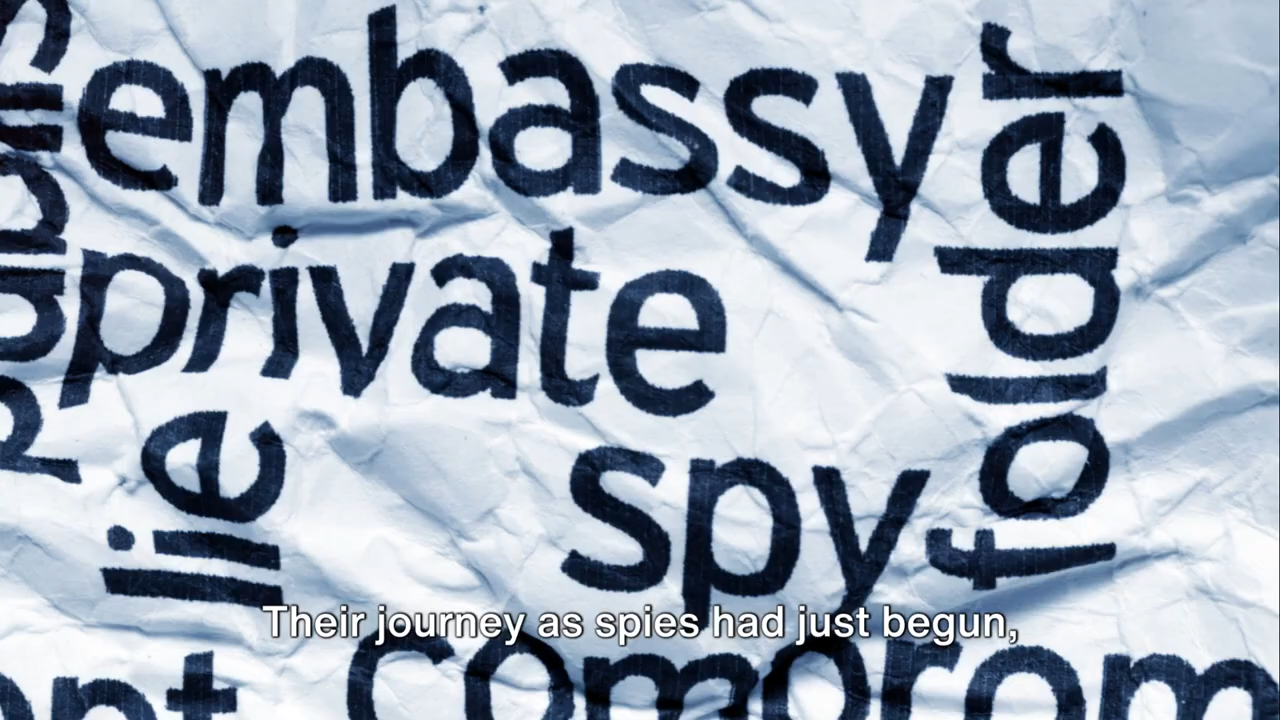 embassy
folder
private
lie
spy
Their journey as spies had just begun,